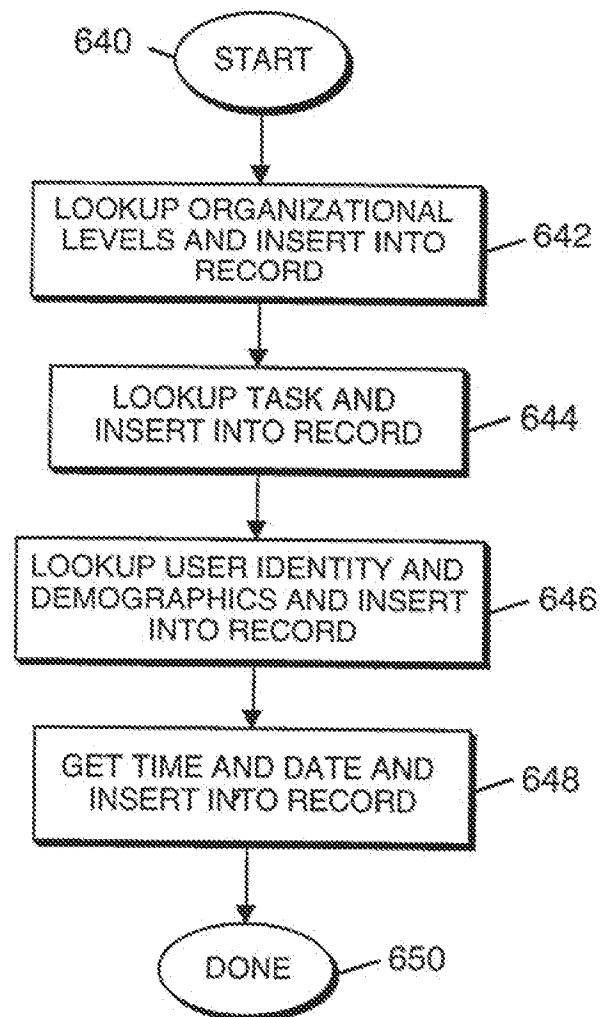 640
START
LOOKUP ORGANIZATIONAL
LEVELS AND INSERT INTO
RECORD
642
LOOKUP TASK AND
INSERT INTO RECORD
644
LOOKUP USER IDENTITY AND
DEMOGRAPHICS AND INSERT
INTO RECORD
646
GET TIME AND DATE AND
INSERT INTO RECORD
648
DONE
650